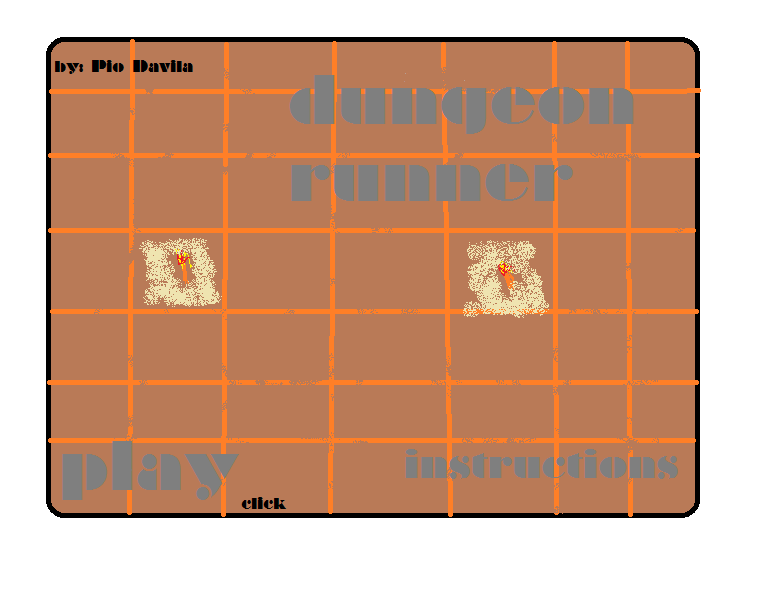 by: Pio Davila
dungeon
runner
play
click
instructions